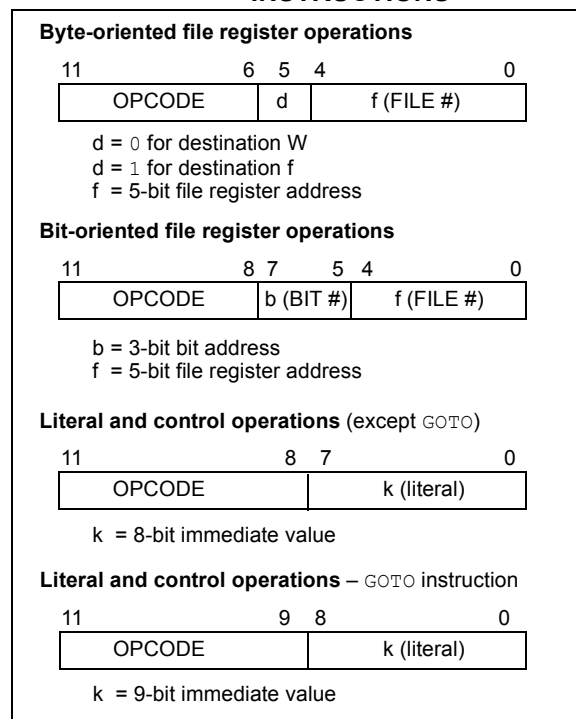 Byte-oriented file register operations
11 6 5 4 0
OPCODE d f (FILE #)
d = 0 for destination W
d = 1 for destination f
f = 5-bit file register address
Bit-oriented file register operations
11 8 7 5 4 0
OPCODE b (BIT #) f (FILE #)
b = 3-bit bit address
f = 5-bit file register address
Literal and control operations (except GOTO)
11 8 7 0
OPCODE k (literal)
k = 8-bit immediate value
Literal and control operations – GOTO instruction
11 9 8 0
OPCODE k (literal)
k = 9-bit immediate value